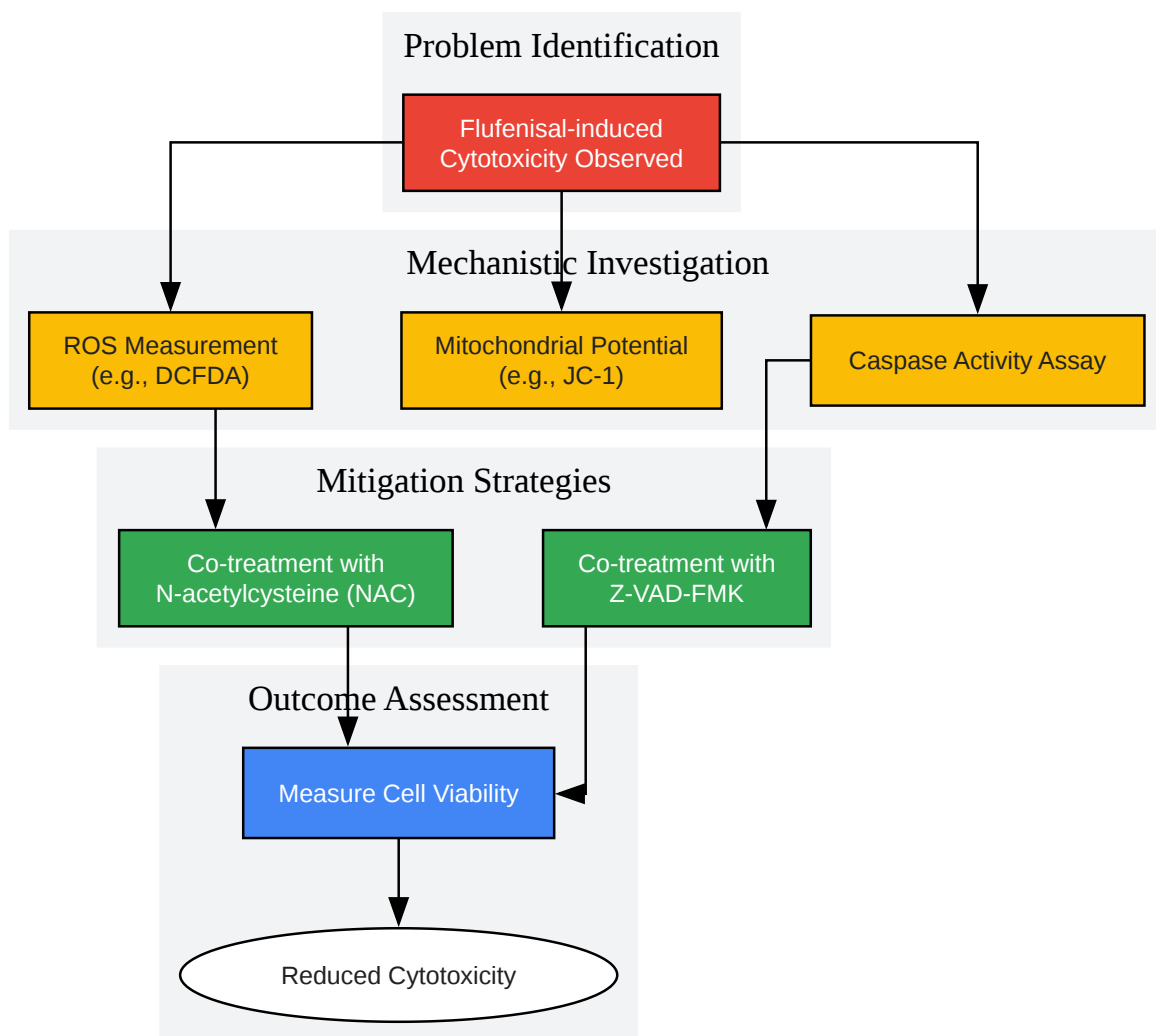 Problem Identification
Flufenisal-induced
Cytotoxicity Observed
Mechanistic Investigation
ROS Measurement
(e.g., DCFDA)
Mitochondrial Potential
(e.g., JC-1)
Caspase Activity Assay
Mitigation Strategies
Co-treatment with
N-acetylcysteine (NAC)
Co-treatment with
Z-VAD-FMK
Outcome Assessment
Measure Cell Viability
Reduced Cytotoxicity